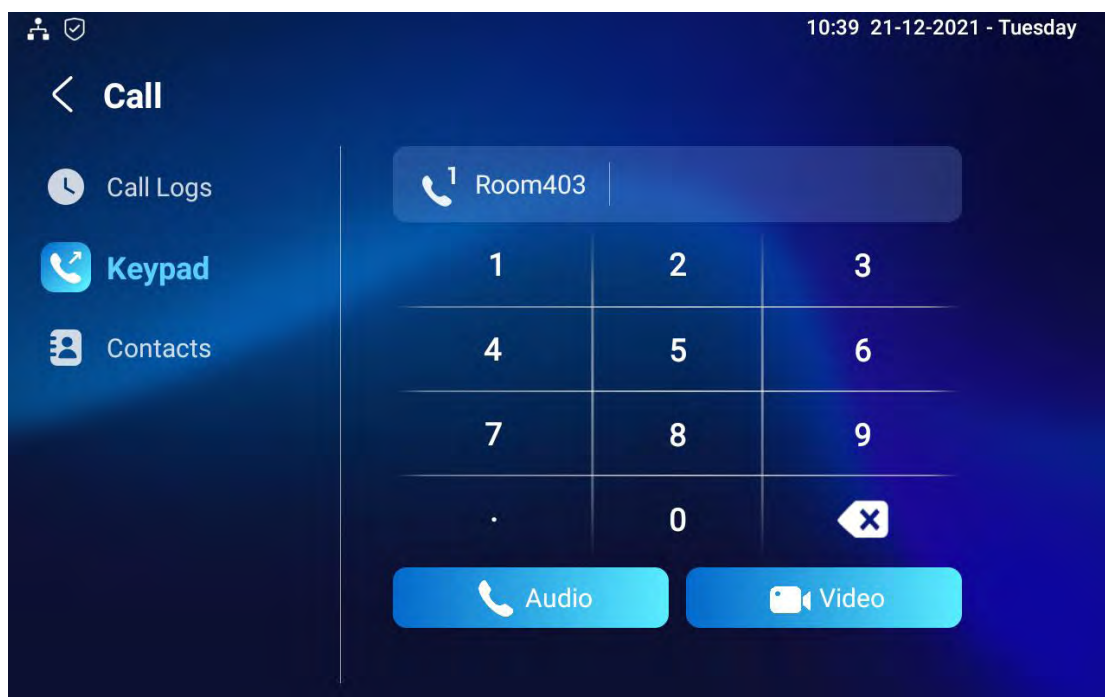 10:39 21-12-2021 - Tuesday
Call
Call Logs
Keypad
Contacts
1 Room403
1 2 3
4 5 6
7 8 9
. 0
Audio Video